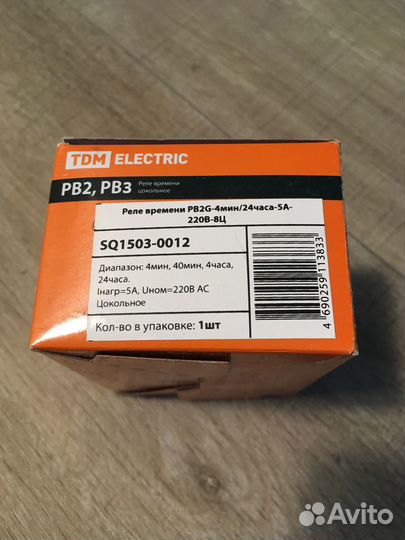 TDM ELECTRIC
РВ2, РВ3 Реле времени
цокольное
Реле времени РВ2G-4мин/24часа-5А-
220В-8Ц
SQ1503-0012
Диапазон: 4мин, 40мин, 4часа,
24часа.
Iнагр=5А, Uном=220В АС
Цокольное
Кол-во в упаковке: 1шт
4 690259 113833
Avito